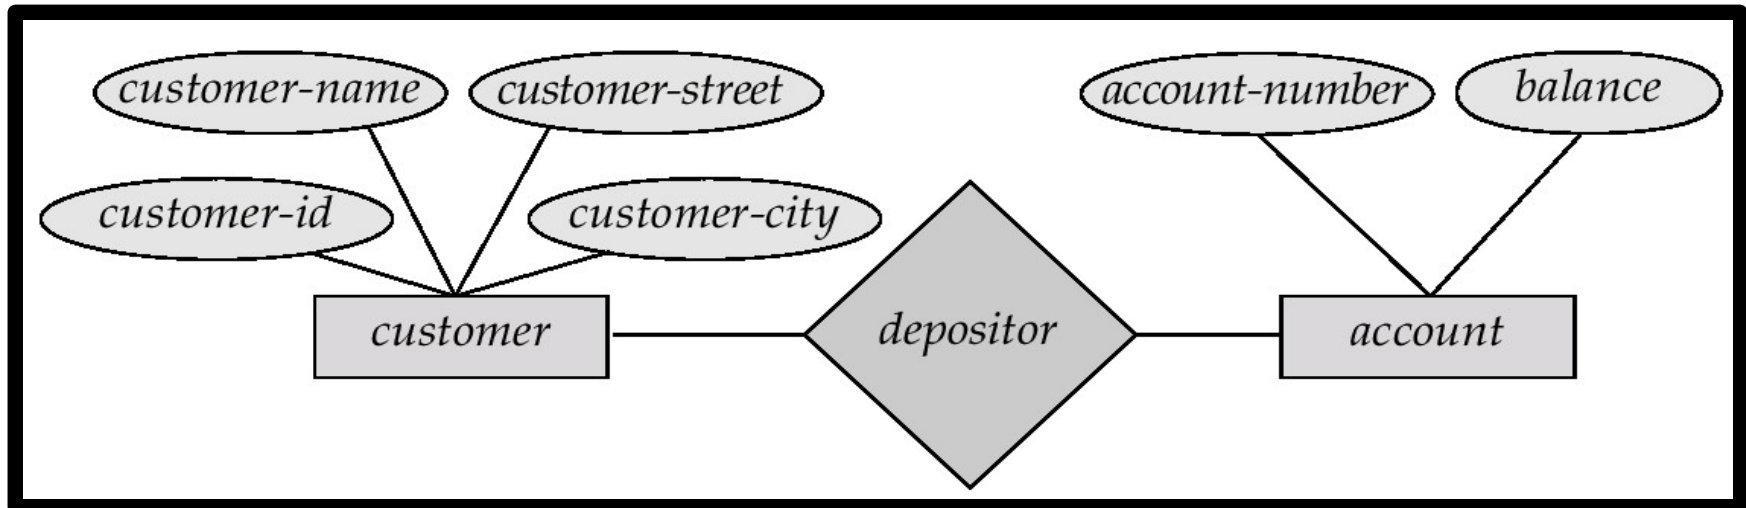 customer-name
customer-street
account-number
balance
customer-id
customer-city
customer
depositor
account